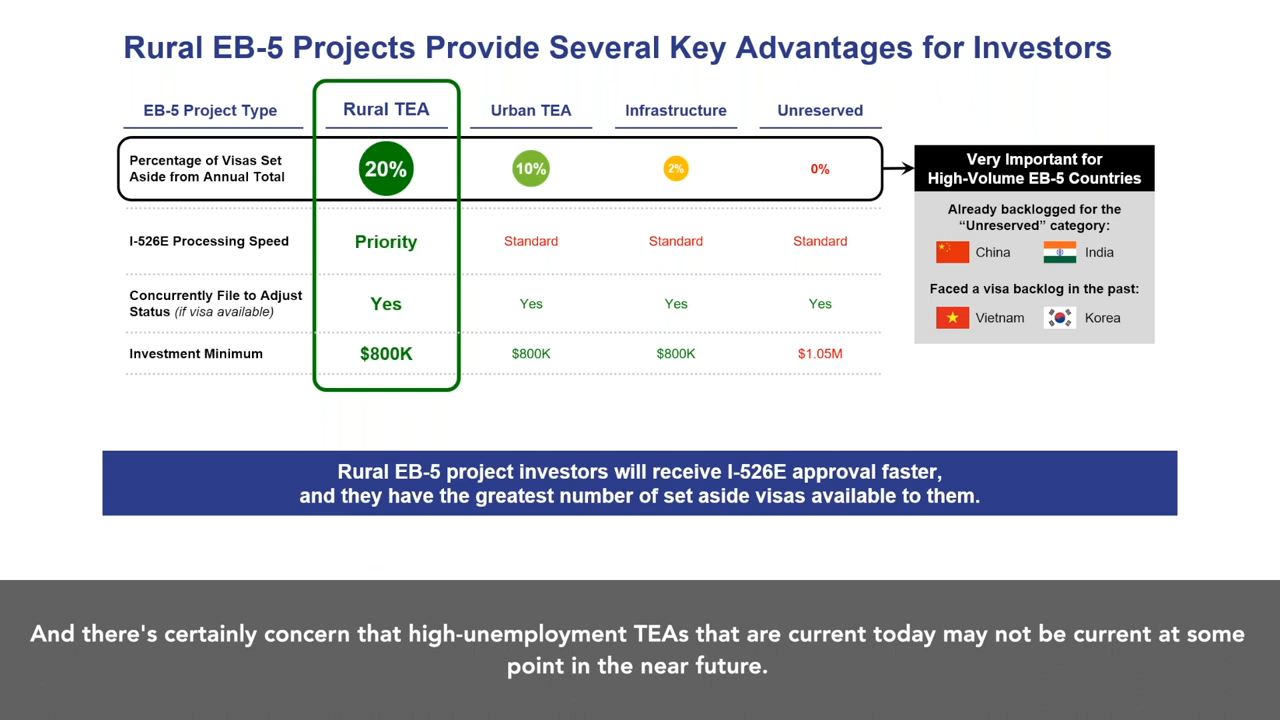 Rural EB-5 Projects Provide Several Key Advantages for Investors
EB-5 Project Type
Rural TEA
Urban TEA
Infrastructure
Unreserved
Percentage of Visas Set
Aside from Annual Total
20%
10%
2%
0%
I-526E Processing Speed
Priority
Standard
Standard
Standard
Concurrently File to Adjust
Status (if visa available)
Yes
Yes
Yes
Yes
Investment Minimum
$800K
$800K
$800K
$1.05M
Very Important for
High-Volume EB-5 Countries
Already backlogged for the
“Unreserved” category:
China
India
Faced a visa backlog in the past:
Vietnam
Korea
Rural EB-5 project investors will receive I-526E approval faster,
and they have the greatest number of set aside visas available to them.
And there's certainly concern that high-unemployment TEAs that are current today may not be current at some
point in the near future.